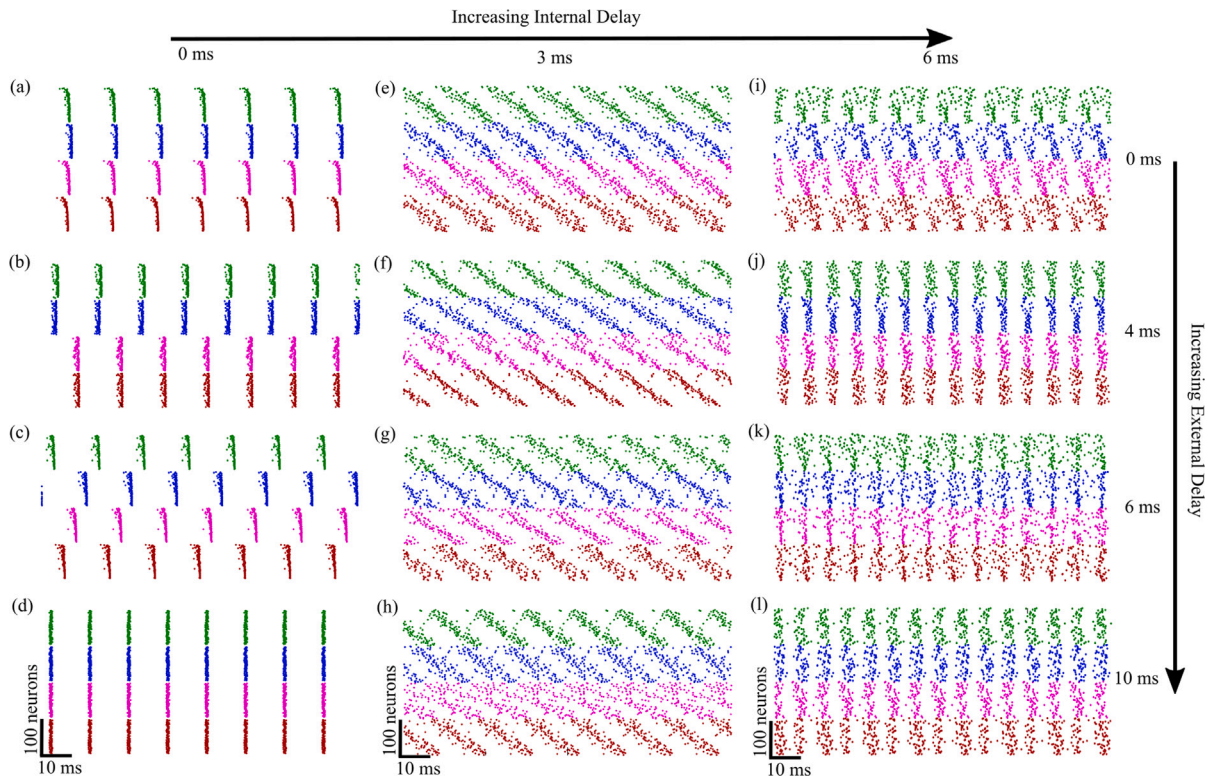 Increasing Internal Delay
0 ms 3 ms 6 ms
(a) (e) (i)
0 ms
(b) (f) (j)
4 ms
Increasing External Delay
(c) (g) (k)
6 ms
(d) (h) (l)
10 ms
100 neurons 100 neurons 100 neurons
10 ms 10 ms 10 ms